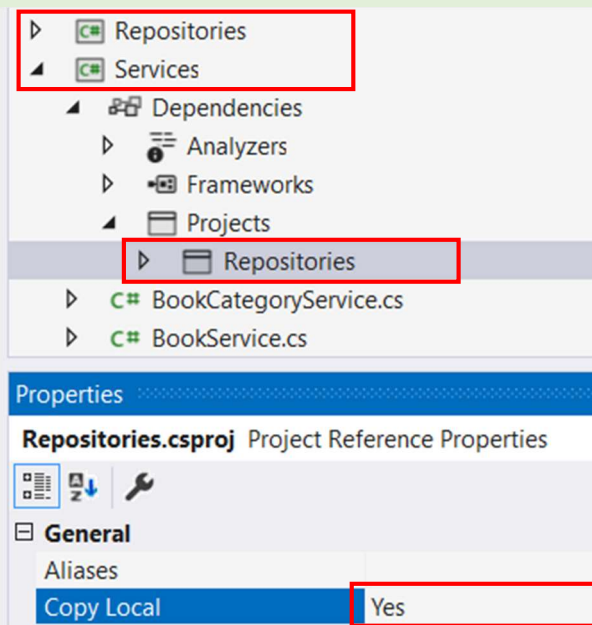 C# Repositories
C# Services
Dependencies
Analyzers
Frameworks
Projects
Repositories
C# BookCategoryService.cs
C# BookService.cs
Properties
Repositories.csproj Project Reference Properties
A Z
General
Aliases
Copy Local Yes